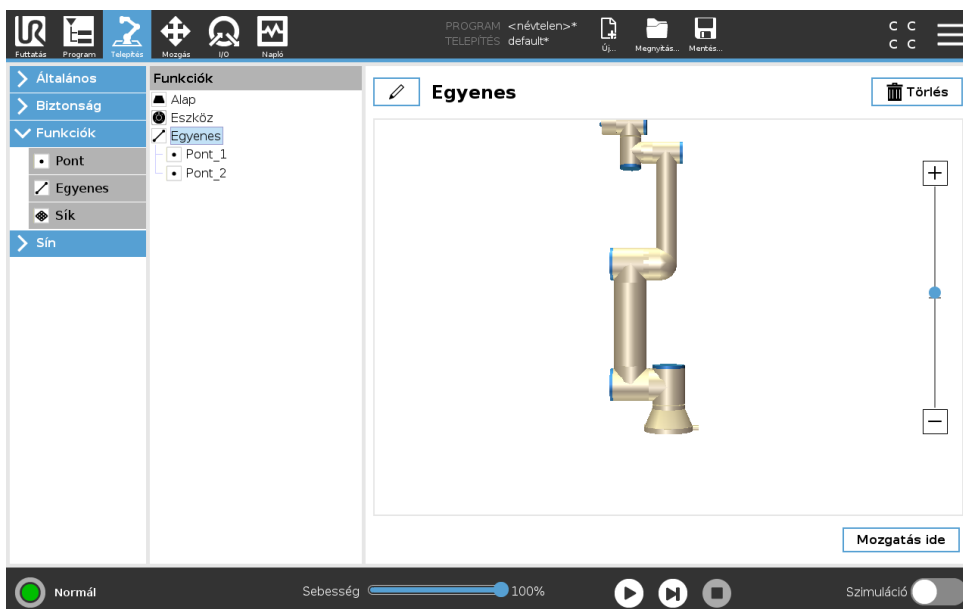 UR
Futtatás
Program
Telepítés
Mozgás
I/O
Napló
PROGRAM <névtelen>*
TELEPÍTÉS default*
Új...
Megnyitás...
Mentés...
C C
C C
Általános
Biztonság
Funkciók
Pont
Egyenes
Sík
Sín
Funkciók
Alap
Eszköz
Egyenes
Pont_1
Pont_2
Egyenes
Törlés
Mozgatás ide
Normál
Sebesség
100%
Szimuláció